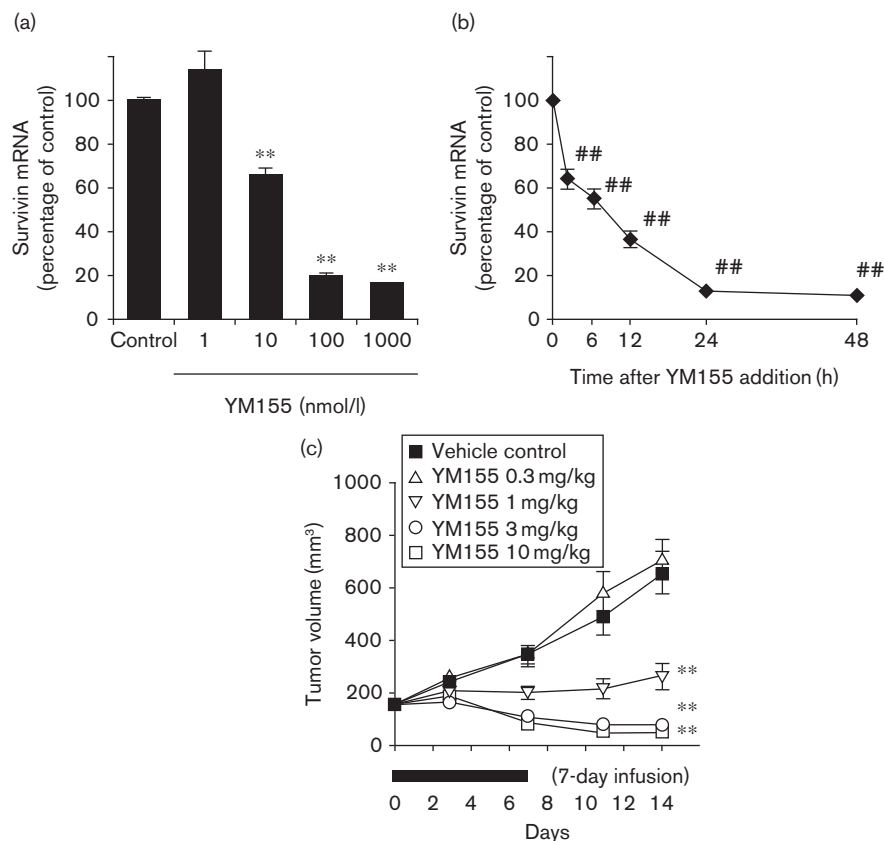 (a)
Survivin mRNA
(percentage of control)
100
80
60
40
20
0
**
**
**
Control 1 10 100 1000
YM155 (nmol/l)
(b)
Survivin mRNA
(percentage of control)
100
80
60
40
20
0
##
##
##
##
##
0 6 12 24 48
Time after YM155 addition (h)
(c)
Vehicle control
YM155 0.3 mg/kg
YM155 1 mg/kg
YM155 3 mg/kg
YM155 10 mg/kg
Tumor volume (mm³)
1000
800
600
400
200
0
**
**
**
(7-day infusion)
0 2 4 6 8 10 12 14
Days